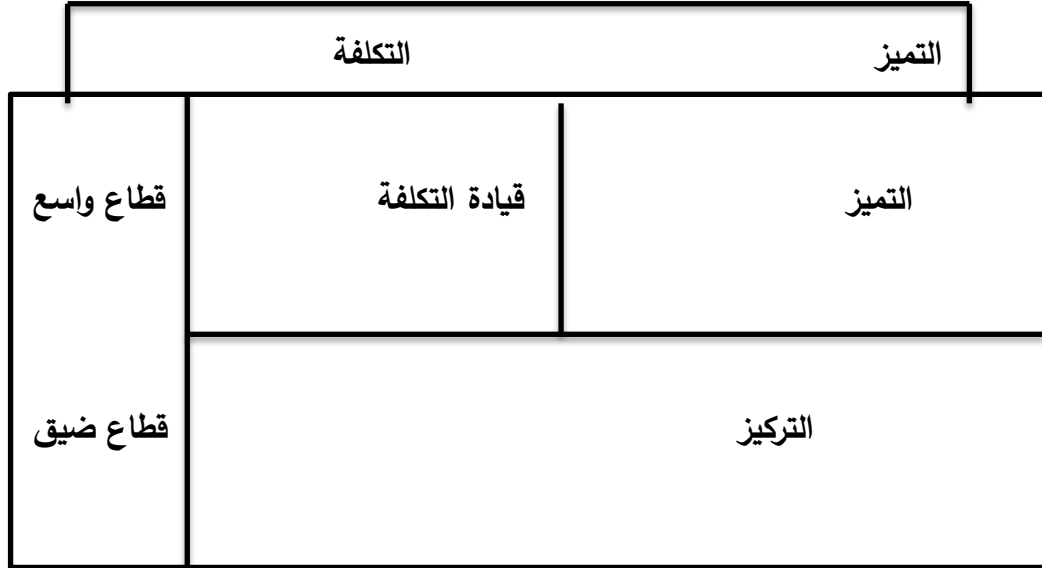 التميز
التكلفة
التميز
قيادة التكلفة
قطاع واسع
التركيز
قطاع ضيق